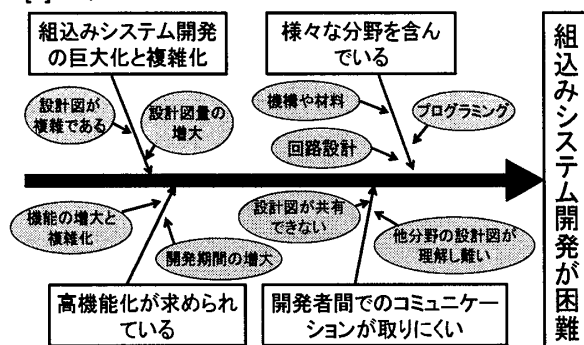 組込みシステム開発
の巨大化と複雑化
様々な分野を含ん
でいる
設計図が
複雑である
設計図量の
増大
機構や材料
プログラミング
回路設計
機能の増大と
複雑化
開発期間の増大
設計図が共有
できない
他分野の設計図が
理解し難い
高機能化が求められ
ている
開発者間でのコミュニケー
ションが取りにくい
組込みシステム開発が困難